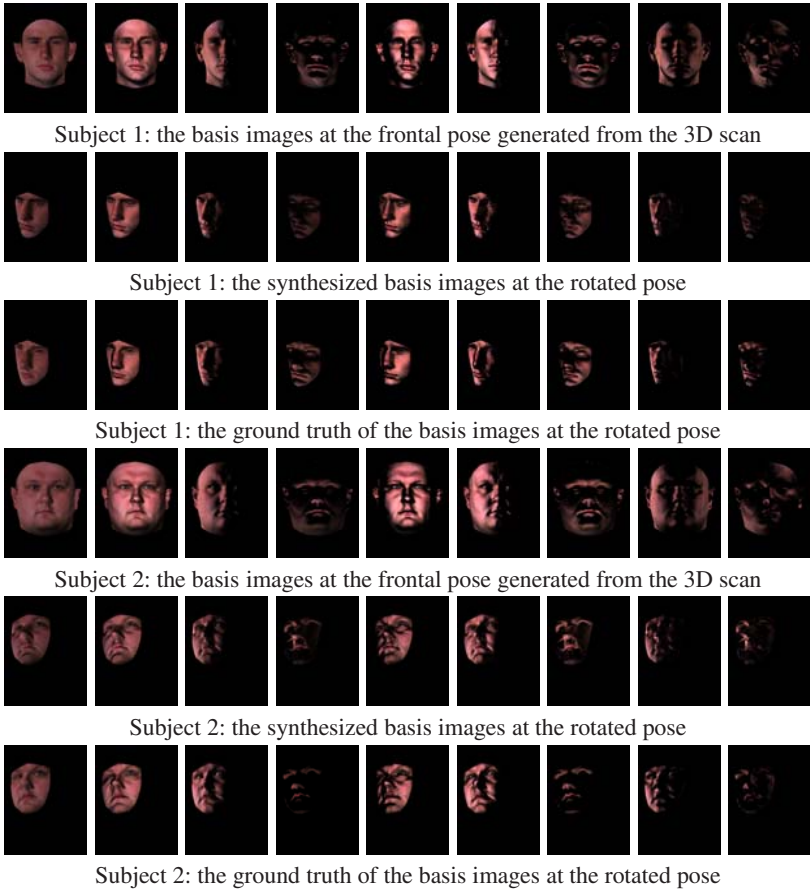 Subject 1: the basis images at the frontal pose generated from the 3D scan
Subject 1: the synthesized basis images at the rotated pose
Subject 1: the ground truth of the basis images at the rotated pose
Subject 2: the basis images at the frontal pose generated from the 3D scan
Subject 2: the synthesized basis images at the rotated pose
Subject 2: the ground truth of the basis images at the rotated pose